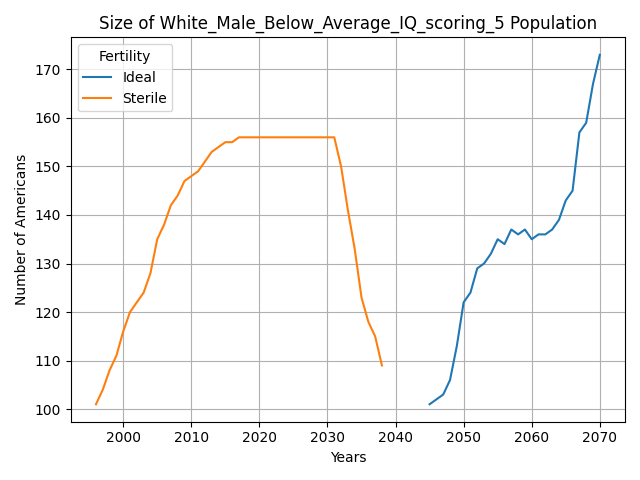 Size of White_Male_Below_Average_IQ_scoring_5 Population
Fertility
Ideal
Sterile
Number of Americans
170
160
150
140
130
120
110
100
2000 2010 2020 2030 2040 2050 2060 2070
Years